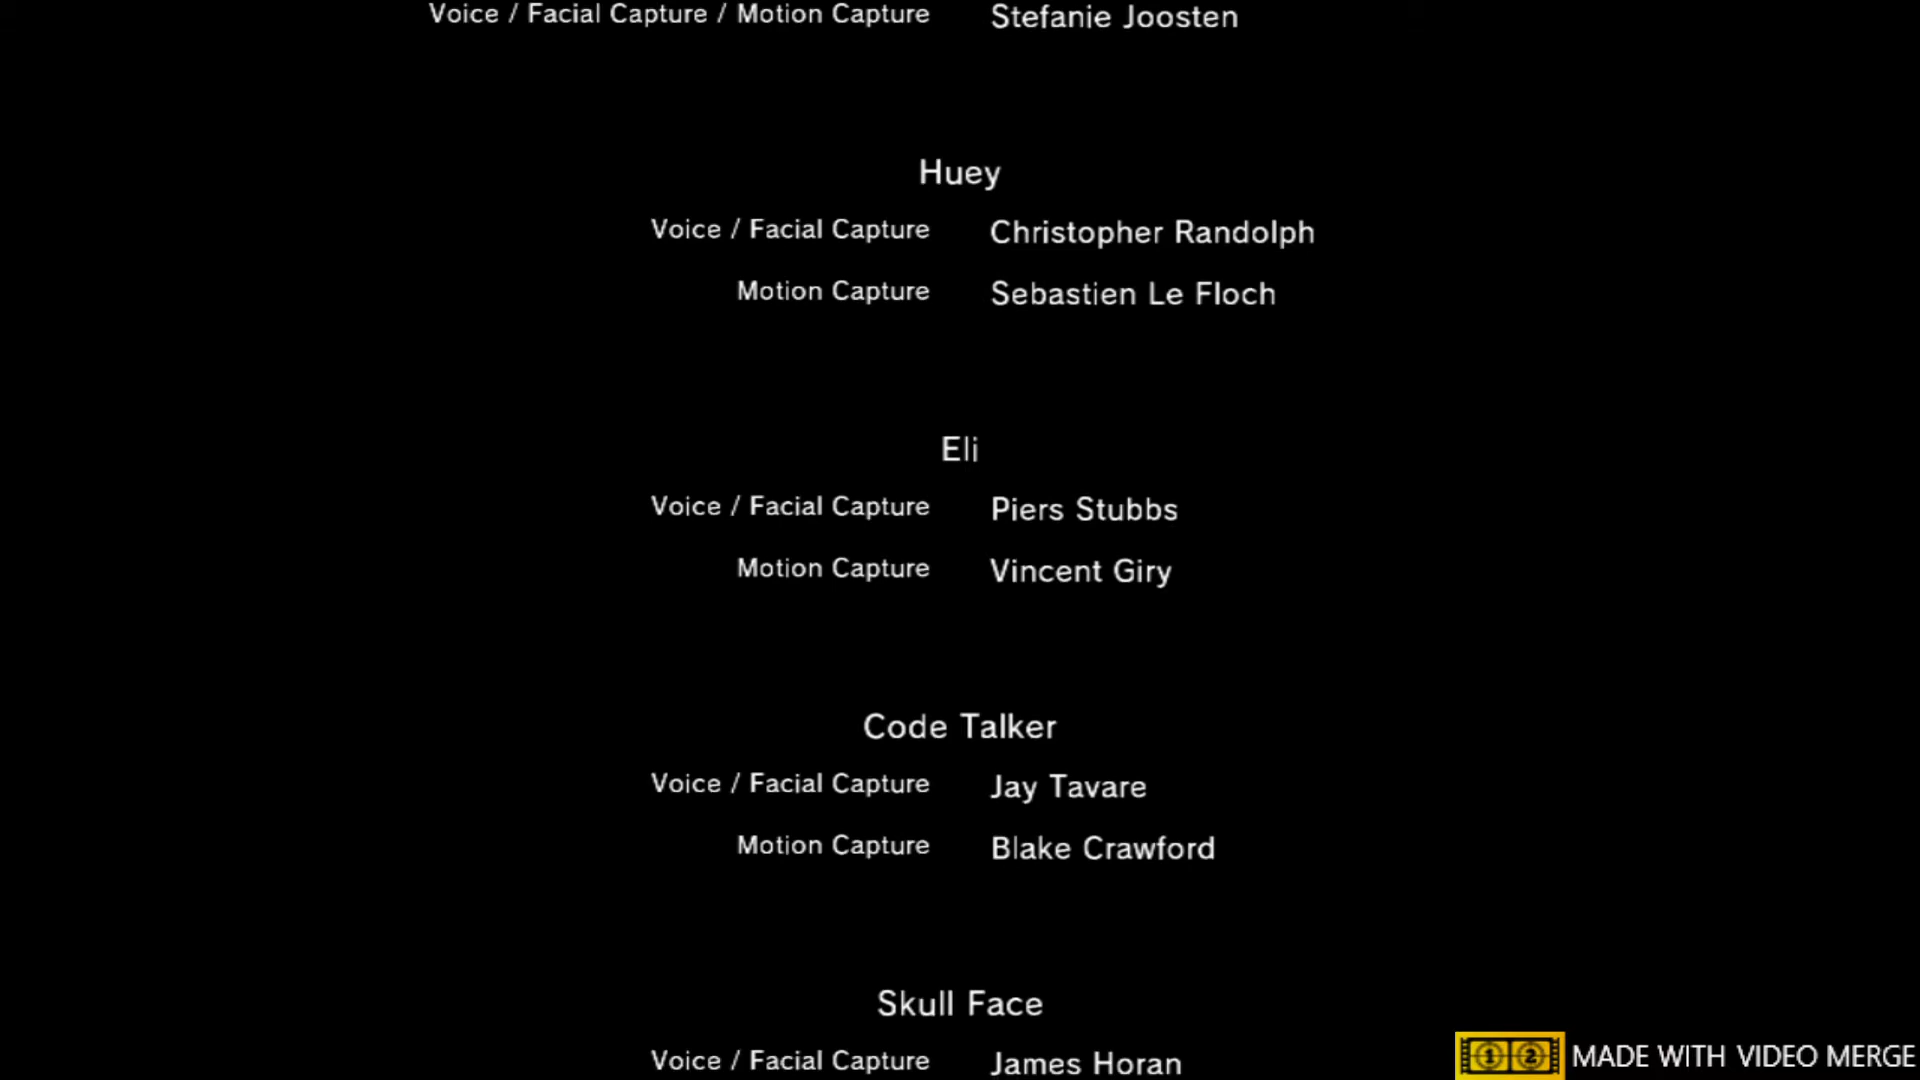 Voice / Facial Capture / Motion Capture Stefanie Joosten
Huey
Voice / Facial Capture Christopher Randolph
Motion Capture Sebastien Le Floch
Eli
Voice / Facial Capture Piers Stubbs
Motion Capture Vincent Giry
Code Talker
Voice / Facial Capture Jay Tavare
Motion Capture Blake Crawford
Skull Face
Voice / Facial Capture James Horan
1 2 MADE WITH VIDEO MERGE